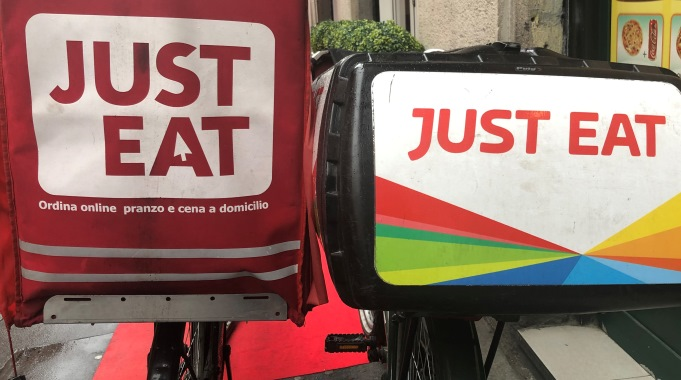 JUST
EAT
Ordina online pranzo e cena a domicilio
JUST EAT